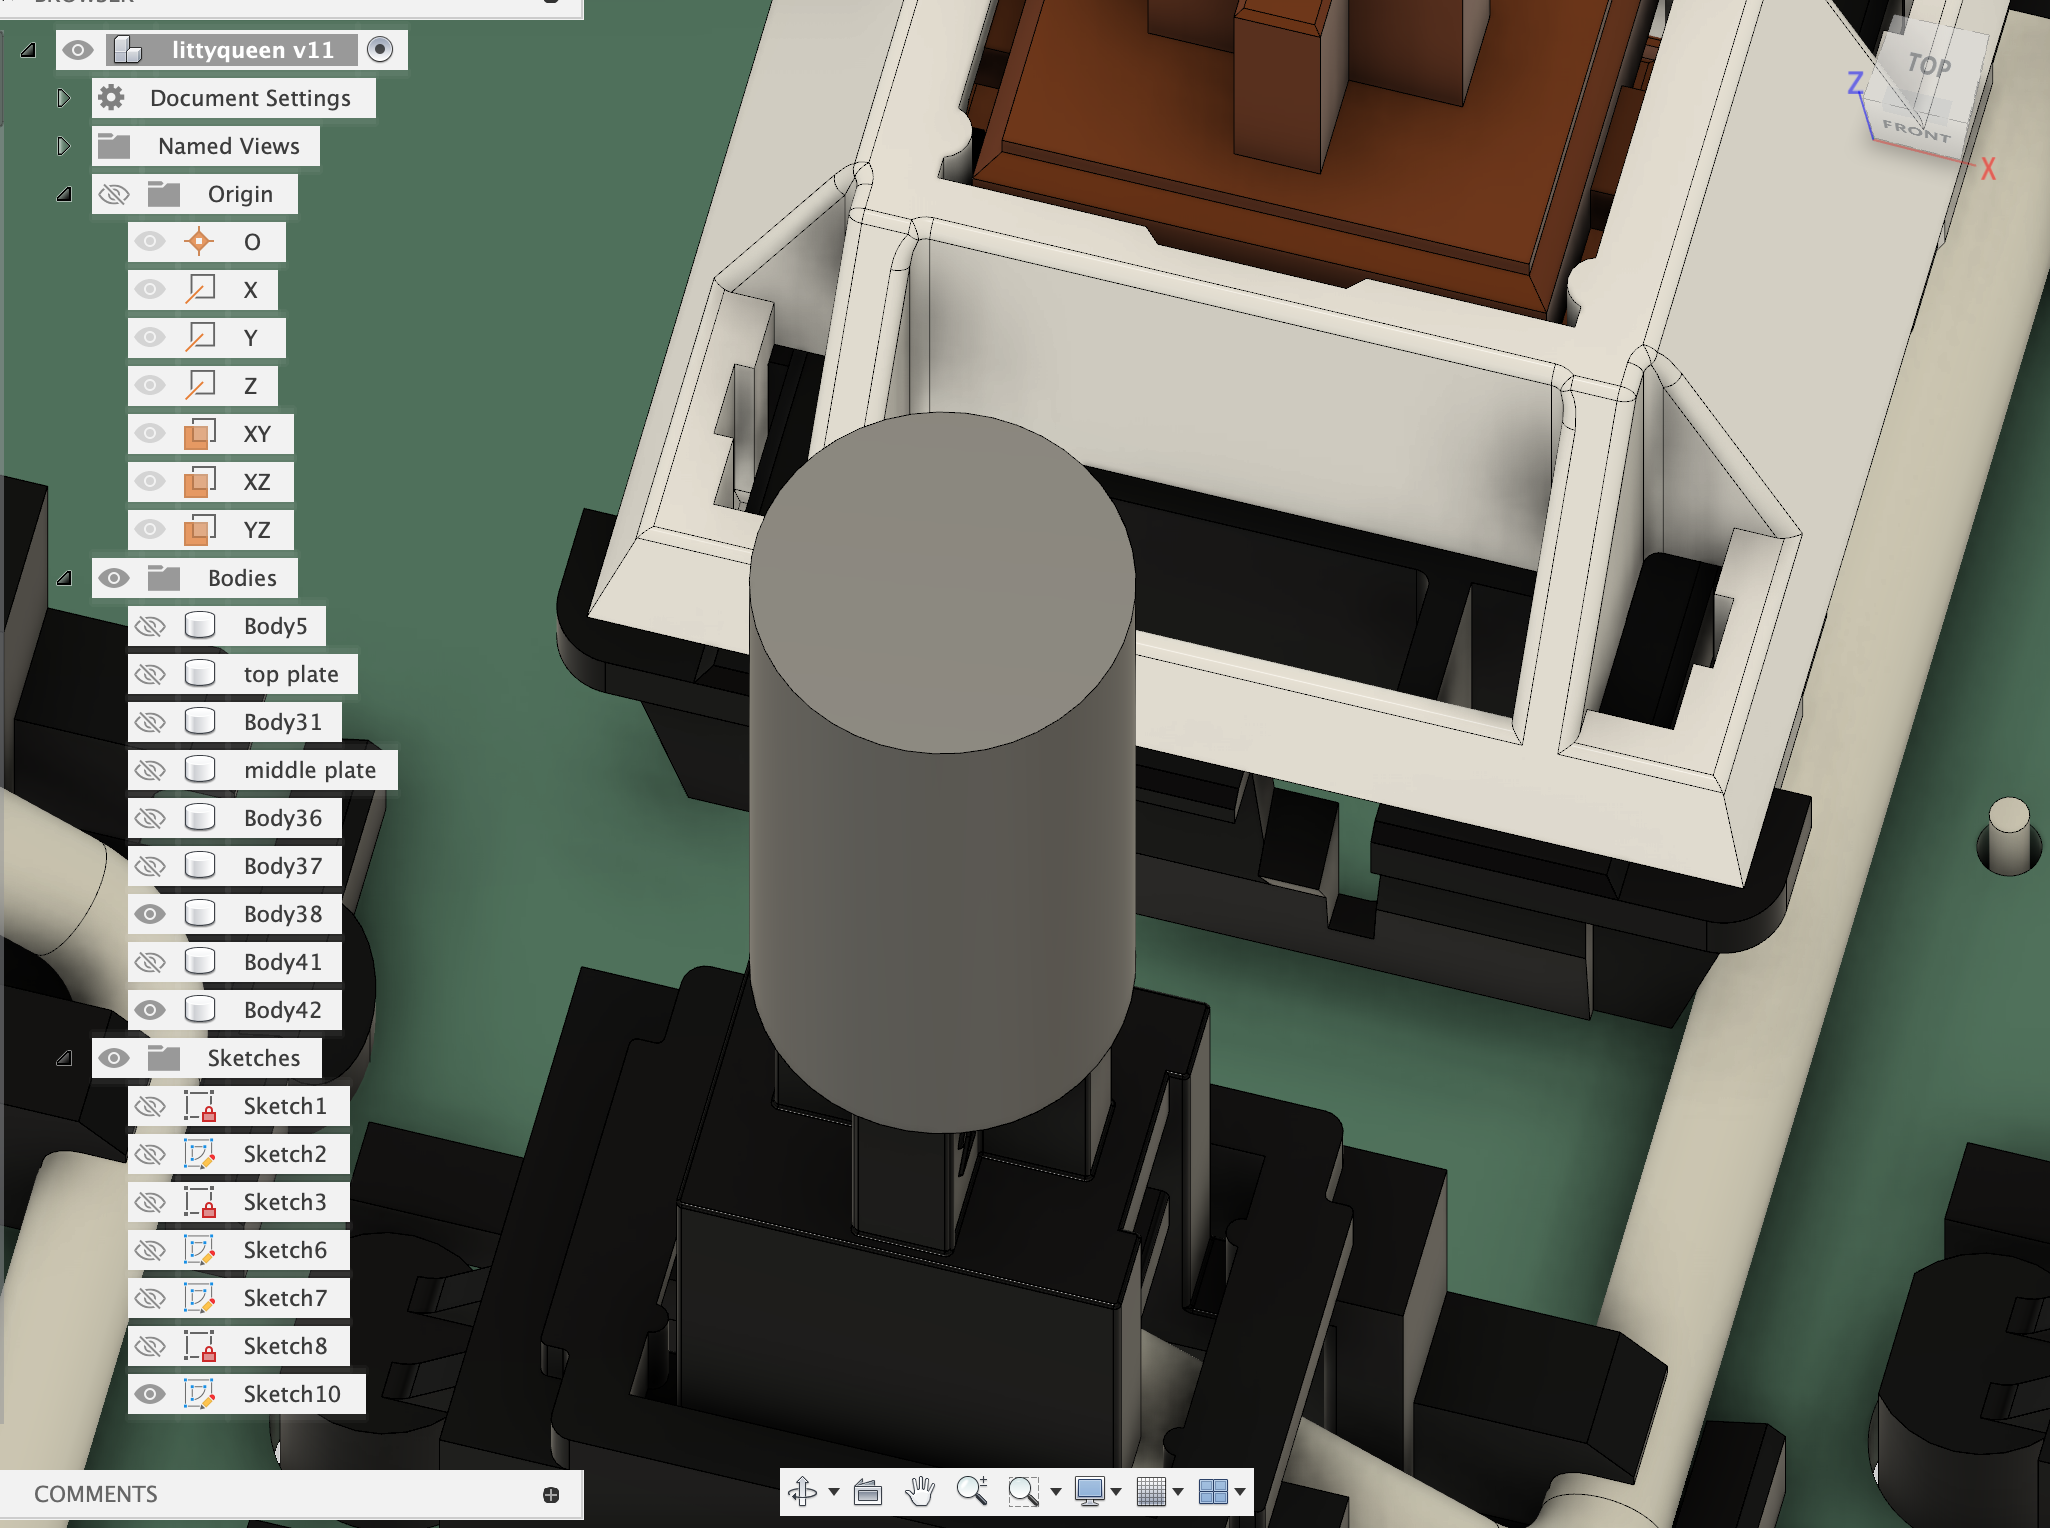 BROWSER
littyqueen v11
Document Settings
Named Views
Origin
O
X
Y
Z
XY
XZ
YZ
Bodies
Body5
top plate
Body31
middle plate
Body36
Body37
Body38
Body41
Body42
Sketches
Sketch1
Sketch2
Sketch3
Sketch6
Sketch7
Sketch8
Sketch10
COMMENTS
TOP
Z
FRONT
X